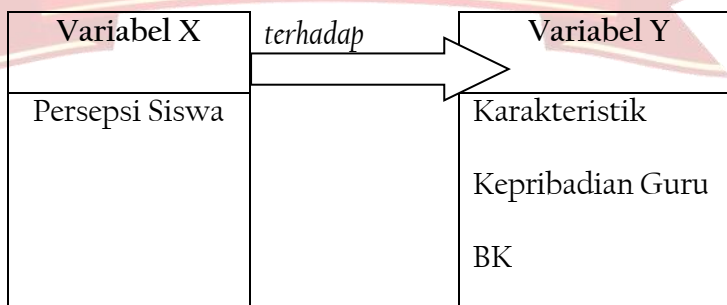 Variabel X
terhadap
Variabel Y
Persepsi Siswa
Karakteristik
Kepribadian Guru
BK